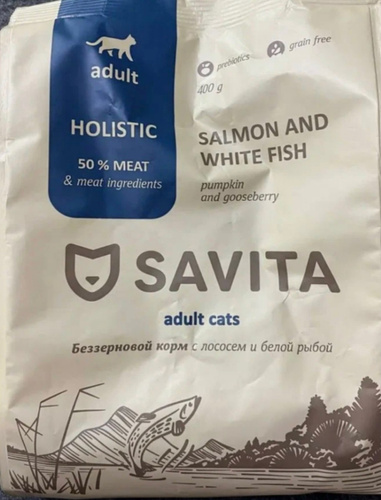 adult
HOLISTIC
50 % MEAT
& meat ingredients
prebiotics
grain free
400 g
SALMON AND
WHITE FISH
pumpkin
and gooseberry
SAVITA
adult cats
Беззерновой корм с лососем и белой рыбой